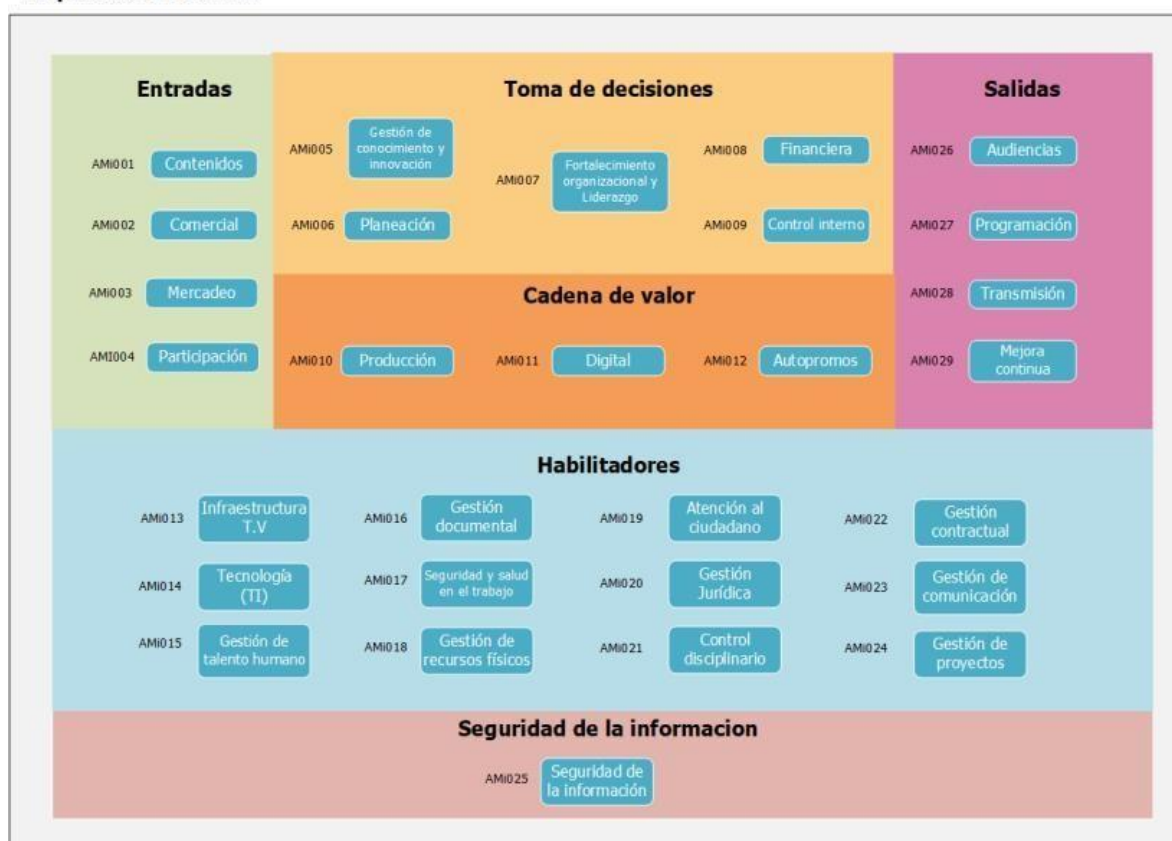 Entradas
AMi001 Contenidos
AMi002 Comercial
AMi003 Mercadeo
AMI004 Participación
Toma de decisiones
AMi005 Gestión de
conocimiento y
innovación
AMi006 Planeación
AMi007 Fortalecimiento
organizacional y
Liderazgo
AMi008 Financiera
AMi009 Control interno
Cadena de valor
AMi010 Producción
AMi011 Digital
AMi012 Autopromos
Salidas
AMi026 Audiencias
AMi027 Programación
AMi028 Transmisión
AMi029 Mejora
continua
Habilitadores
AMi013 Infraestructura
T.V
AMi014 Tecnología
(TI)
AMi015 Gestión de
talento humano
AMi016 Gestión
documental
AMi017 Seguridad y salud
en el trabajo
AMi018 Gestión de
recursos físicos
AMi019 Atención al
ciudadano
AMi020 Gestión
Jurídica
AMi021 Control
disciplinario
AMi022 Gestión
contractual
AMi023 Gestión de
comunicación
AMi024 Gestión de
proyectos
Seguridad de la informacion
AMi025 Seguridad de
la información